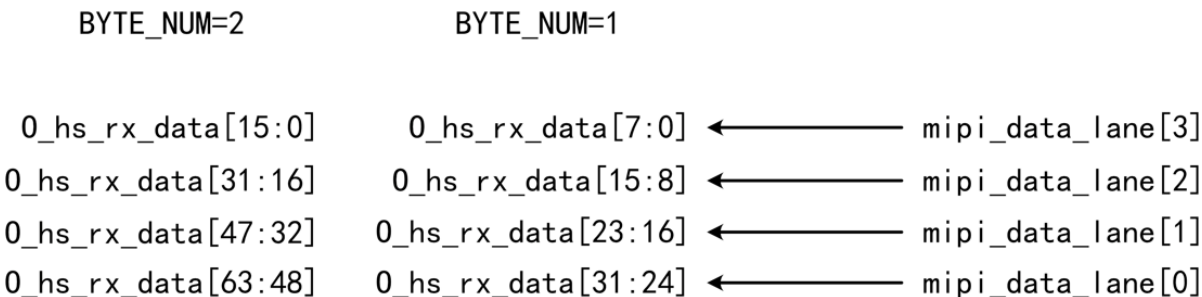 BYTE_NUM=2 BYTE_NUM=1
O_hs_rx_data[15:0] O_hs_rx_data[7:0] mipi_data_lane[3]
O_hs_rx_data[31:16] O_hs_rx_data[15:8] mipi_data_lane[2]
O_hs_rx_data[47:32] O_hs_rx_data[23:16] mipi_data_lane[1]
O_hs_rx_data[63:48] O_hs_rx_data[31:24] mipi_data_lane[0]